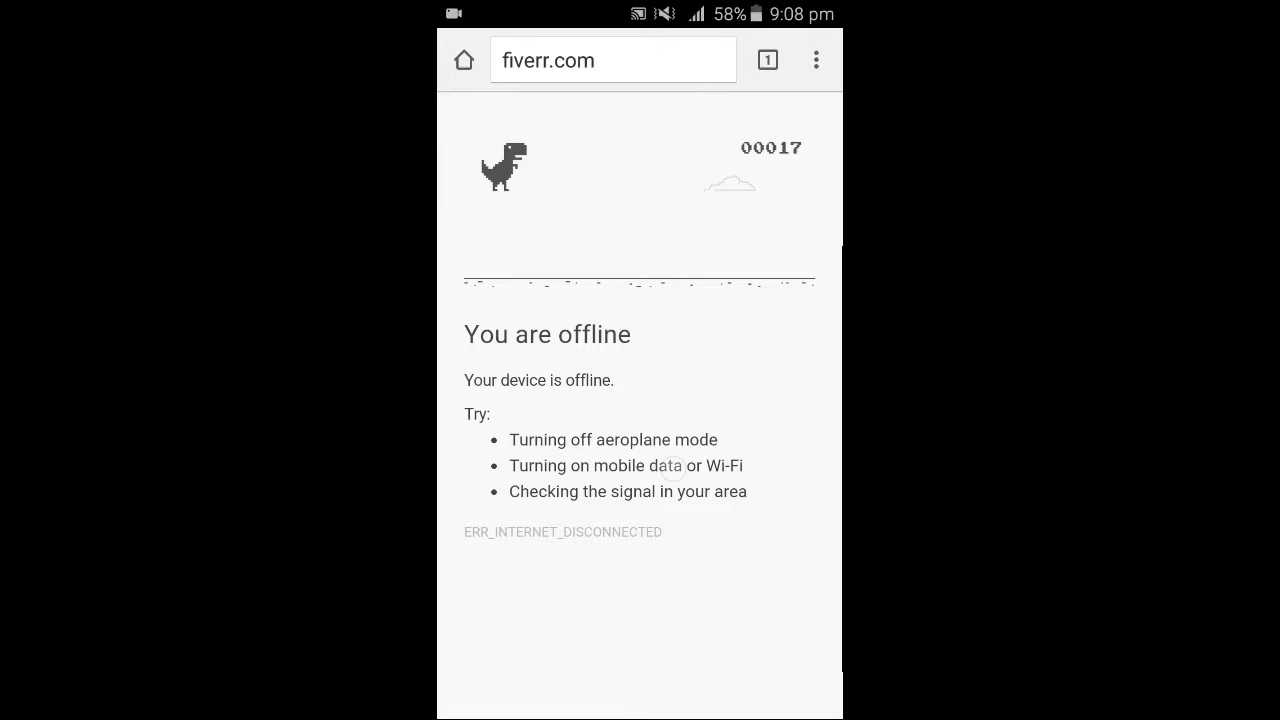 58% 9:08 pm
fiverr.com 1
00017
You are offline
Your device is offline.
Try:
• Turning off aeroplane mode
• Turning on mobile data or Wi-Fi
• Checking the signal in your area
ERR_INTERNET_DISCONNECTED